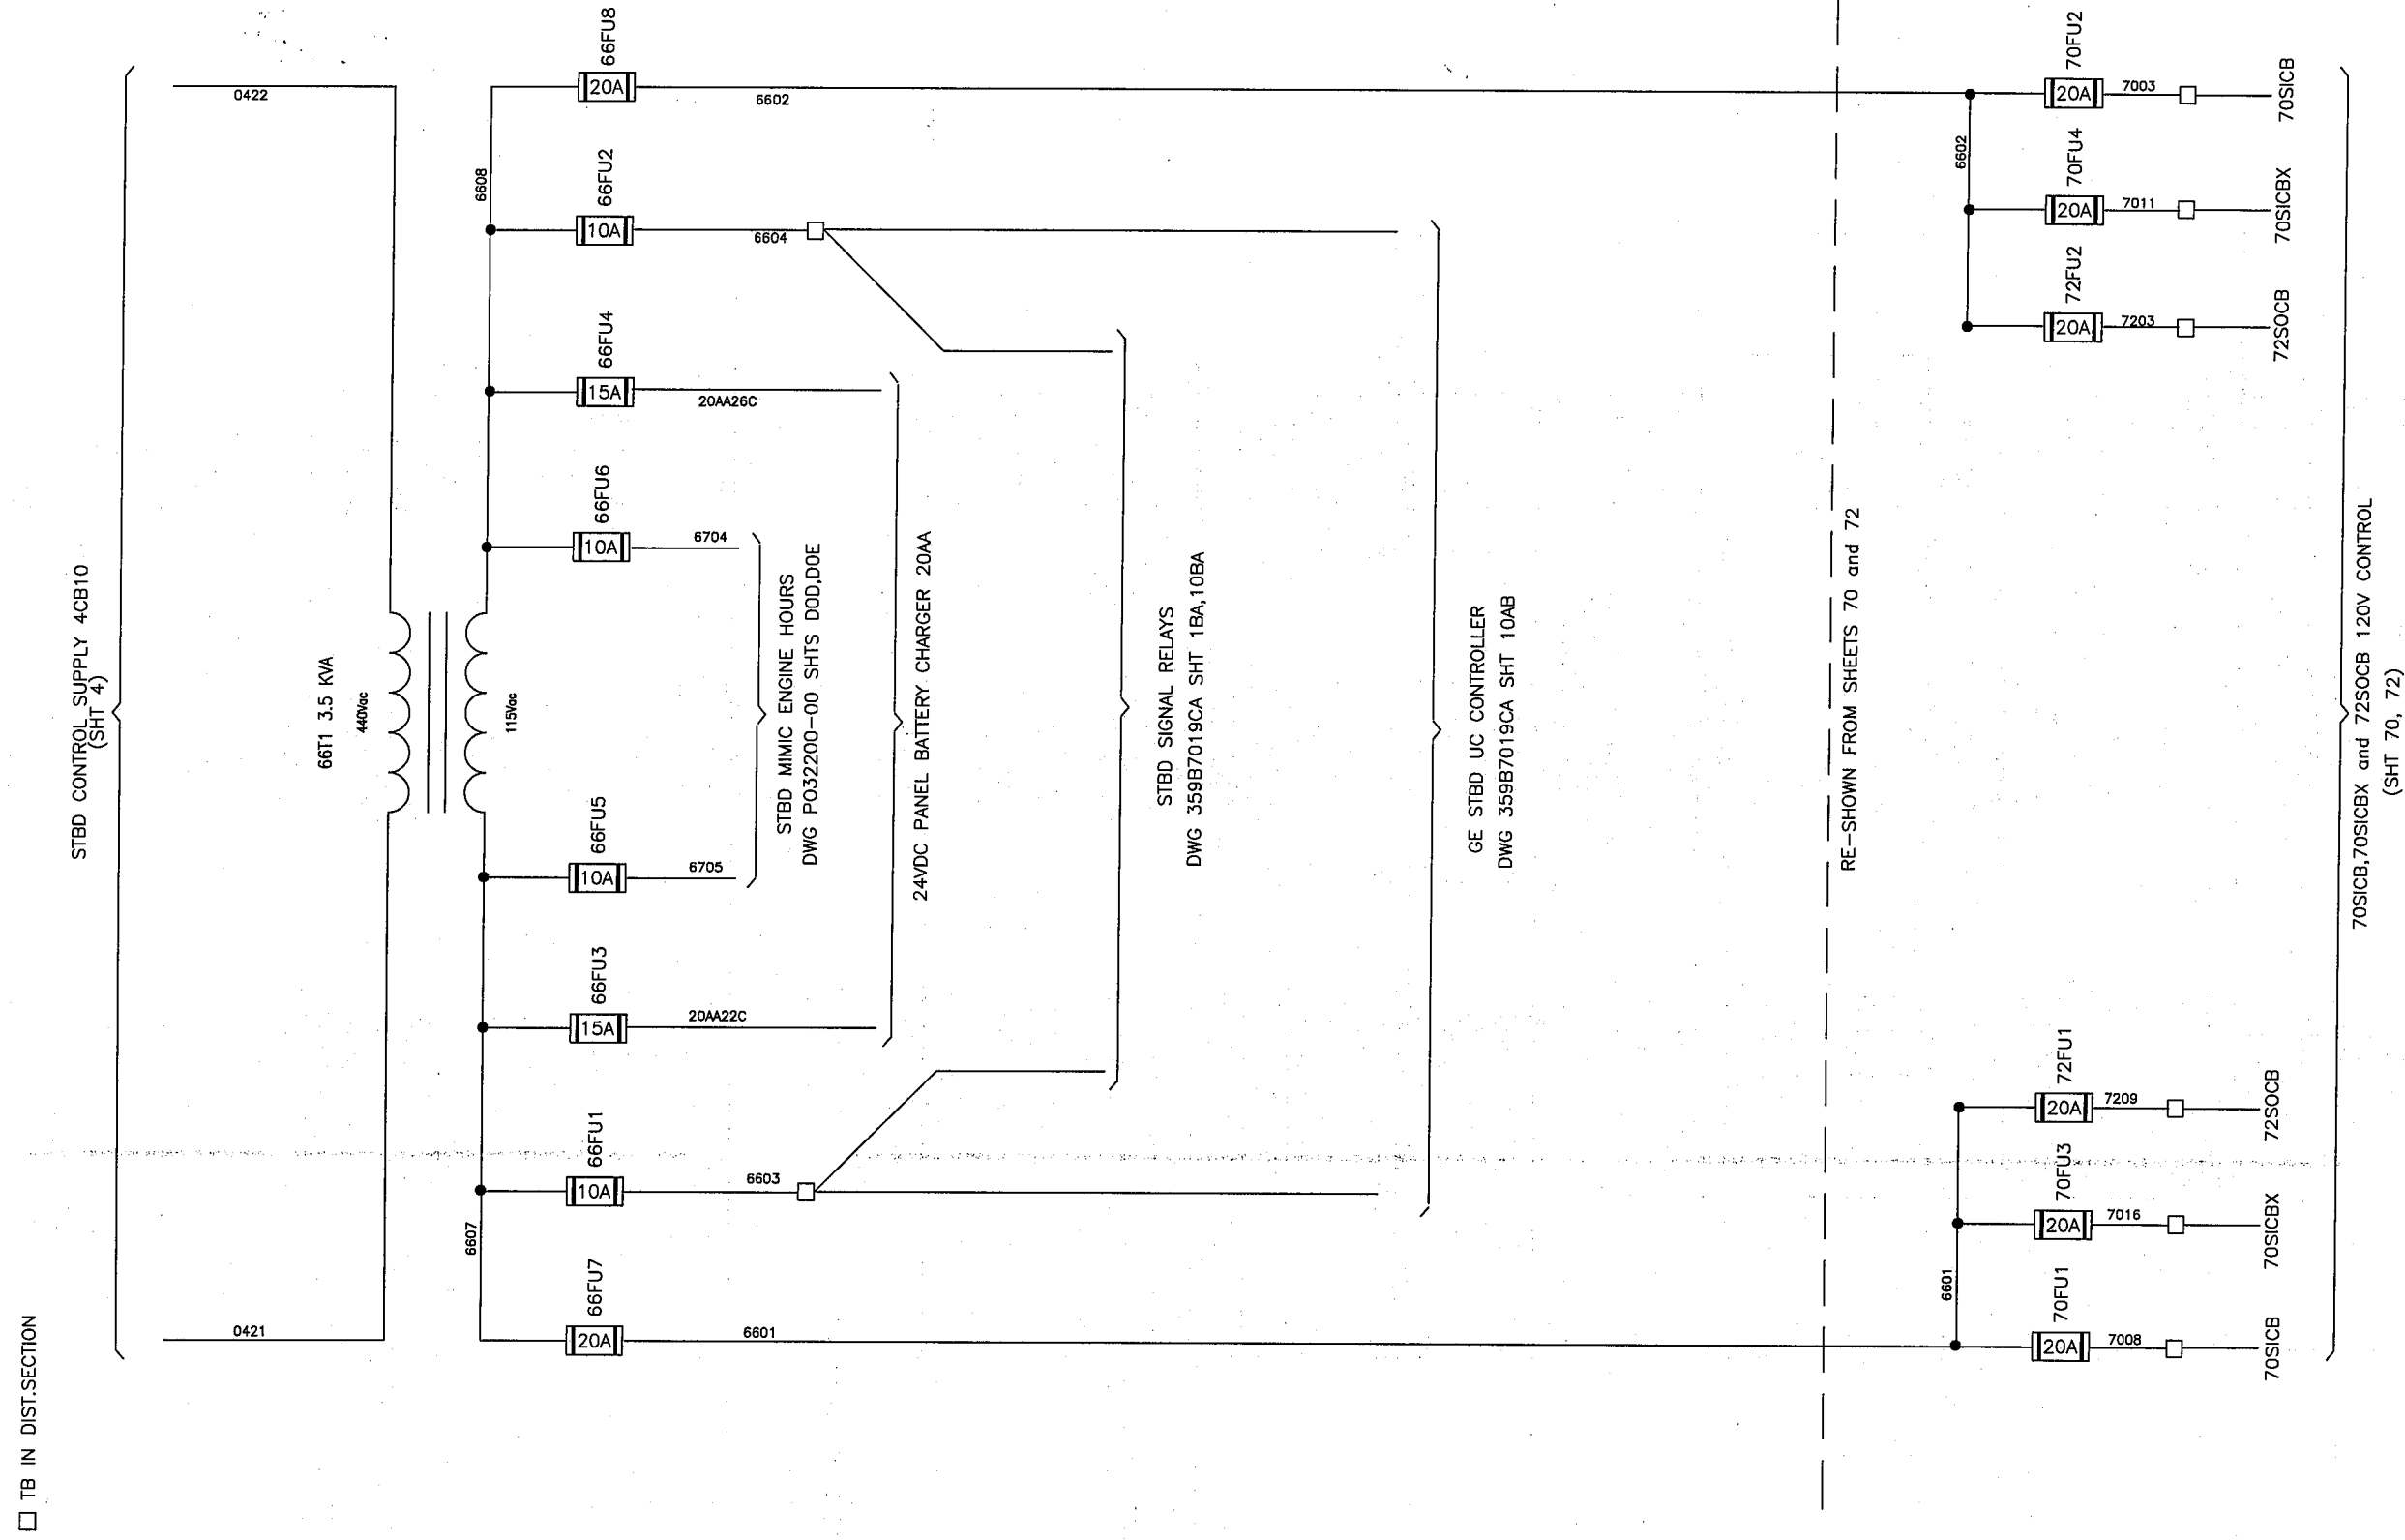 □ TB IN DIST.SECTION
STBD CONTROL SUPPLY 4CB10
(SHT 4)
0421
0422
66T1 3.5 KVA
440Vac
115Vac
6607
6608
66FU7
20A
6601
66FU1
10A
6603
66FU3
15A
20AA22C
66FU5
10A
6705
66FU6
10A
6704
66FU4
15A
20AA26C
66FU2
10A
6604
66FU8
20A
6602
STBD MIMIC ENGINE HOURS
DWG P032200-00 SHTS D0D,D0E
24VDC PANEL BATTERY CHARGER 20AA
STBD SIGNAL RELAYS
DWG 359B7019CA SHT 1BA,10BA
GE STBD UC CONTROLLER
DWG 359B7019CA SHT 10AB
RE-SHOWN FROM SHEETS 70 and 72
6601
70FU1
20A
7008
70SICB
70FU3
20A
7016
70SICBX
72FU1
20A
7209
72SOCB
6602
72FU2
20A
7203
72SOCB
70FU4
20A
7011
70SICBX
70FU2
20A
7003
70SICB
70SICB,70SICBX and 72SOCB 120V CONTROL
(SHT 70, 72)